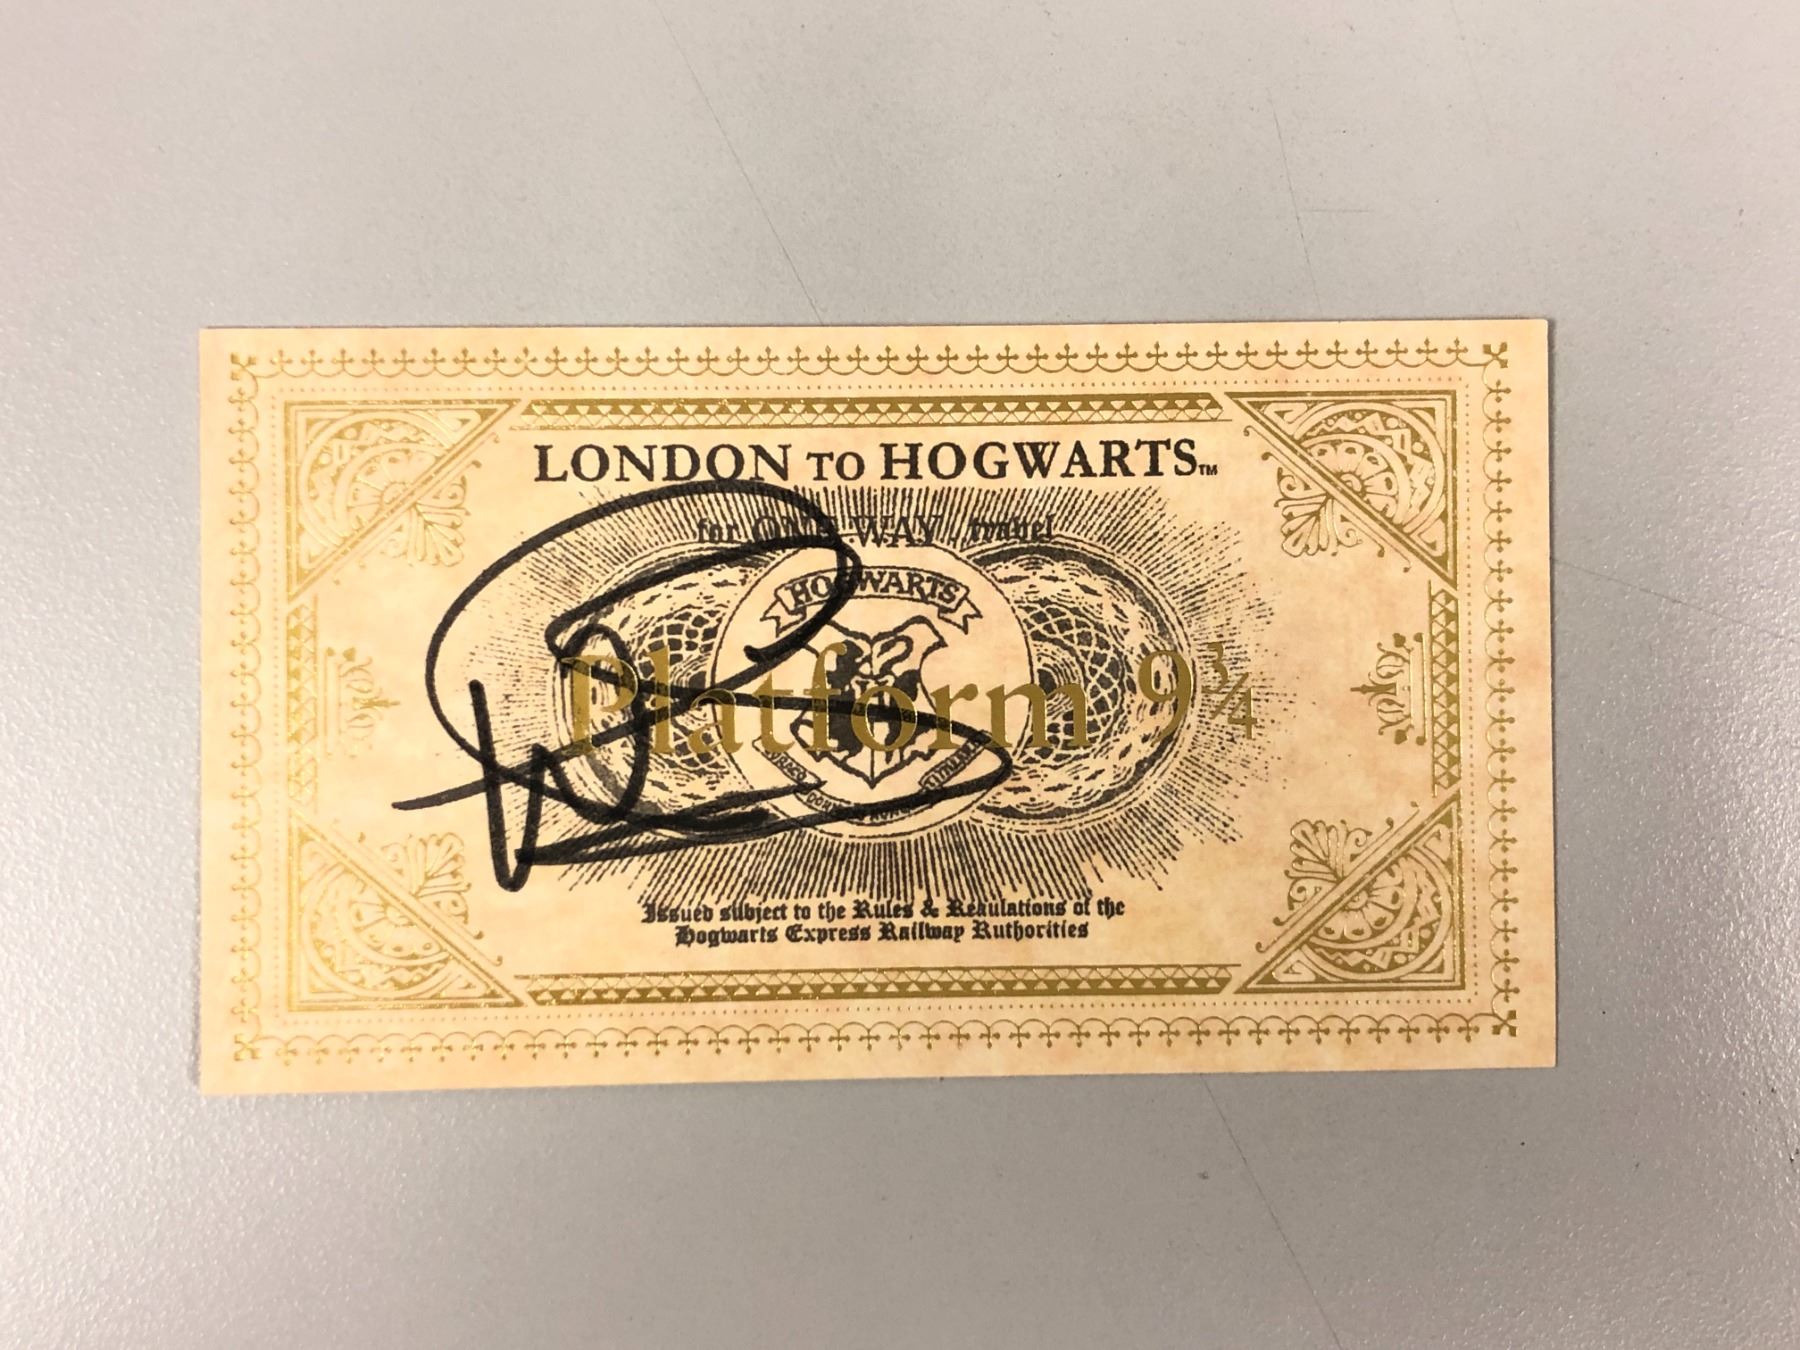 LONDON TO HOGWARTS™
for ONE WAY travel
HOGWARTS
Platform 9¾
Issued subject to the Rules & Regulations of the
Hogwarts Express Railway Authorities